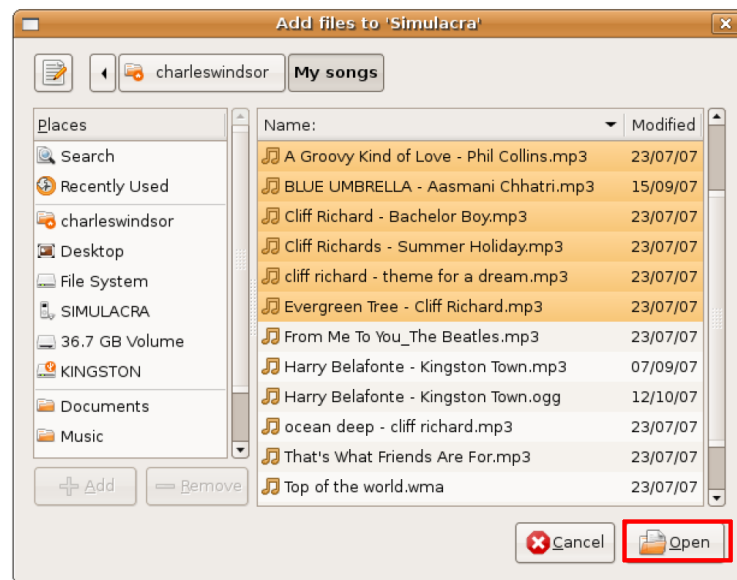 Add files to 'Simulacra'
charleswindsor My songs
Places
Search
Recently Used
charleswindsor
Desktop
File System
SIMULACRA
36.7 GB Volume
KINGSTON
Documents
Music
Add Remove
Name: Modified
A Groovy Kind of Love - Phil Collins.mp3 23/07/07
BLUE UMBRELLA - Aasmani Chhatri.mp3 15/09/07
Cliff Richard - Bachelor Boy.mp3 23/07/07
Cliff Richards - Summer Holiday.mp3 23/07/07
cliff richard - theme for a dream.mp3 23/07/07
Evergreen Tree - Cliff Richard.mp3 23/07/07
From Me To You_The Beatles.mp3 23/07/07
Harry Belafonte - Kingston Town.mp3 07/09/07
Harry Belafonte - Kingston Town.ogg 12/10/07
ocean deep - cliff richard.mp3 23/07/07
That's What Friends Are For.mp3 23/07/07
Top of the world.wma 23/07/07
Cancel Open